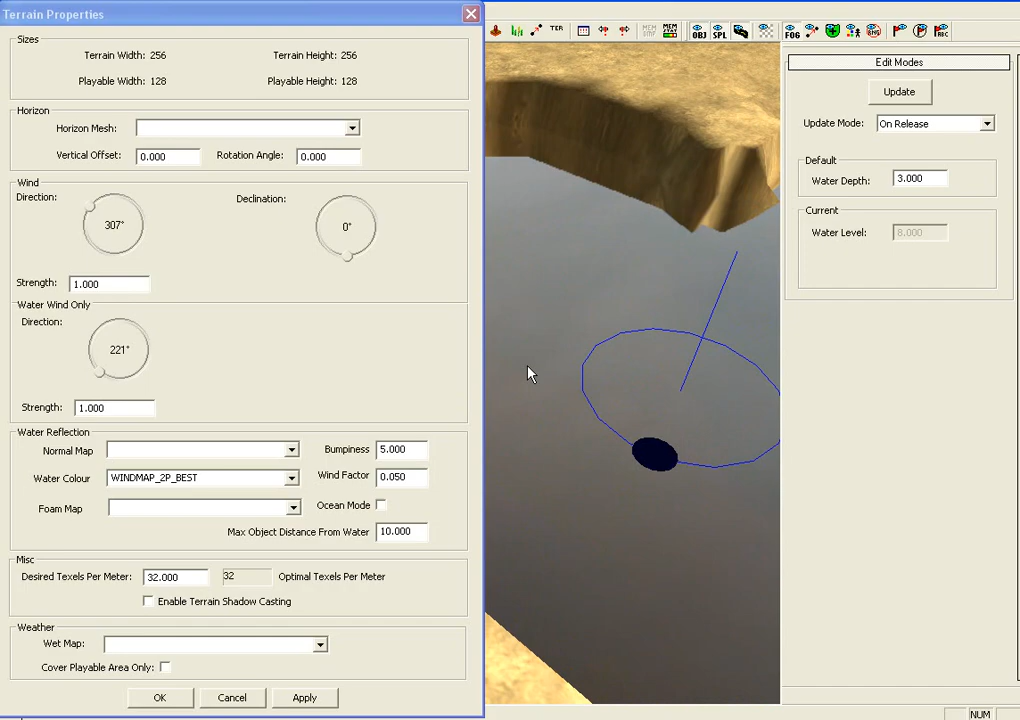 Terrain Properties
Sizes
Terrain Width: 256
Terrain Height: 256
Playable Width: 128
Playable Height: 128
Horizon
Horizon Mesh:
Vertical Offset: 0.000
Rotation Angle: 0.000
Wind
Direction:
307°
Declination:
0°
Strength: 1.000
Water Wind Only
Direction:
221°
Strength: 1.000
Water Reflection
Normal Map
Bumpiness 5.000
Water Colour WINDMAP_2P_BEST
Wind Factor 0.050
Foam Map
Ocean Mode
Max Object Distance From Water 10.000
Misc
Desired Texels Per Meter: 32.000 32 Optimal Texels Per Meter
Enable Terrain Shadow Casting
Weather
Wet Map:
Cover Playable Area Only:
OK Cancel Apply
TER
OBJ SPL FOG
Edit Modes
Update
Update Mode: On Release
Default
Water Depth: 3.000
Current
Water Level: 8.000
NUM